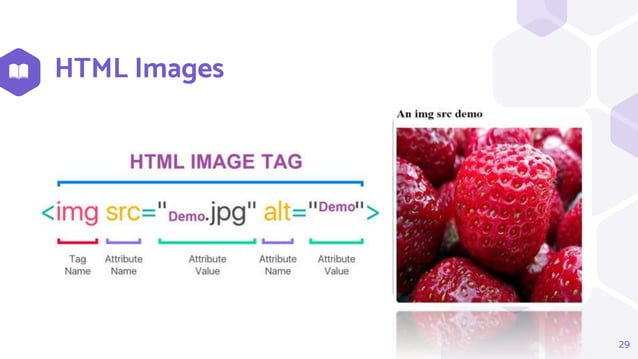 HTML Images
An img src demo
HTML IMAGE TAG
<img src="Demo.jpg" alt="Demo">
Tag Name
Attribute Name
Attribute Value
Attribute Name
Attribute Value
29